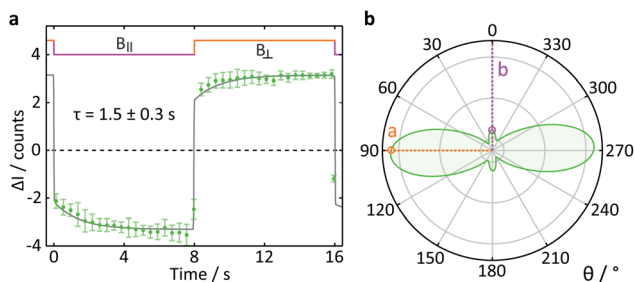 a
B||
B⊥
ΔI / counts
4
2
0
-2
-4
τ = 1.5 ± 0.3 s
0
4
8
12
16
Time / s
b
0
30
330
60
300
a
b
90
270
120
240
150
180
210
θ / °